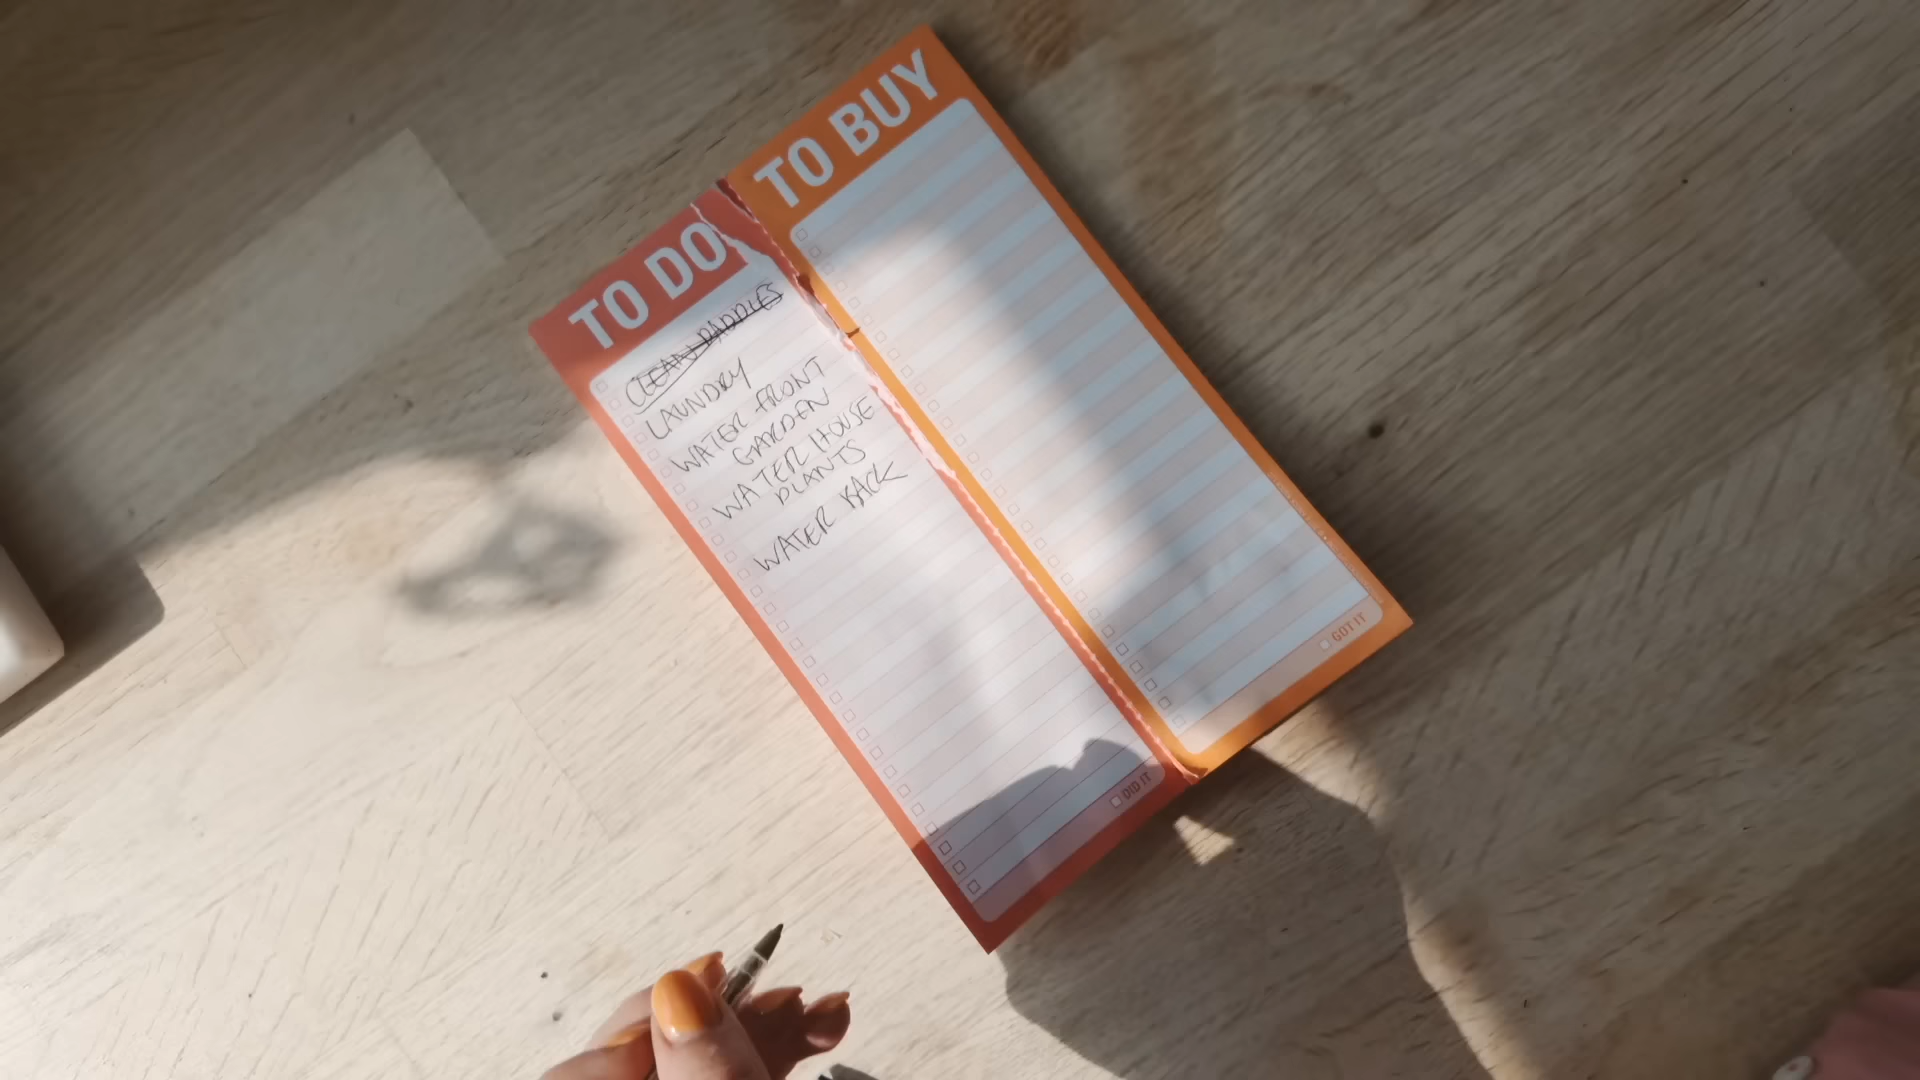 TO DO
CLEAN PADDLES
LAUNDRY
WATER FRONT
GARDEN
WATER HOUSE
PLANTS
WATER BACK
DID IT
TO BUY
GOT IT